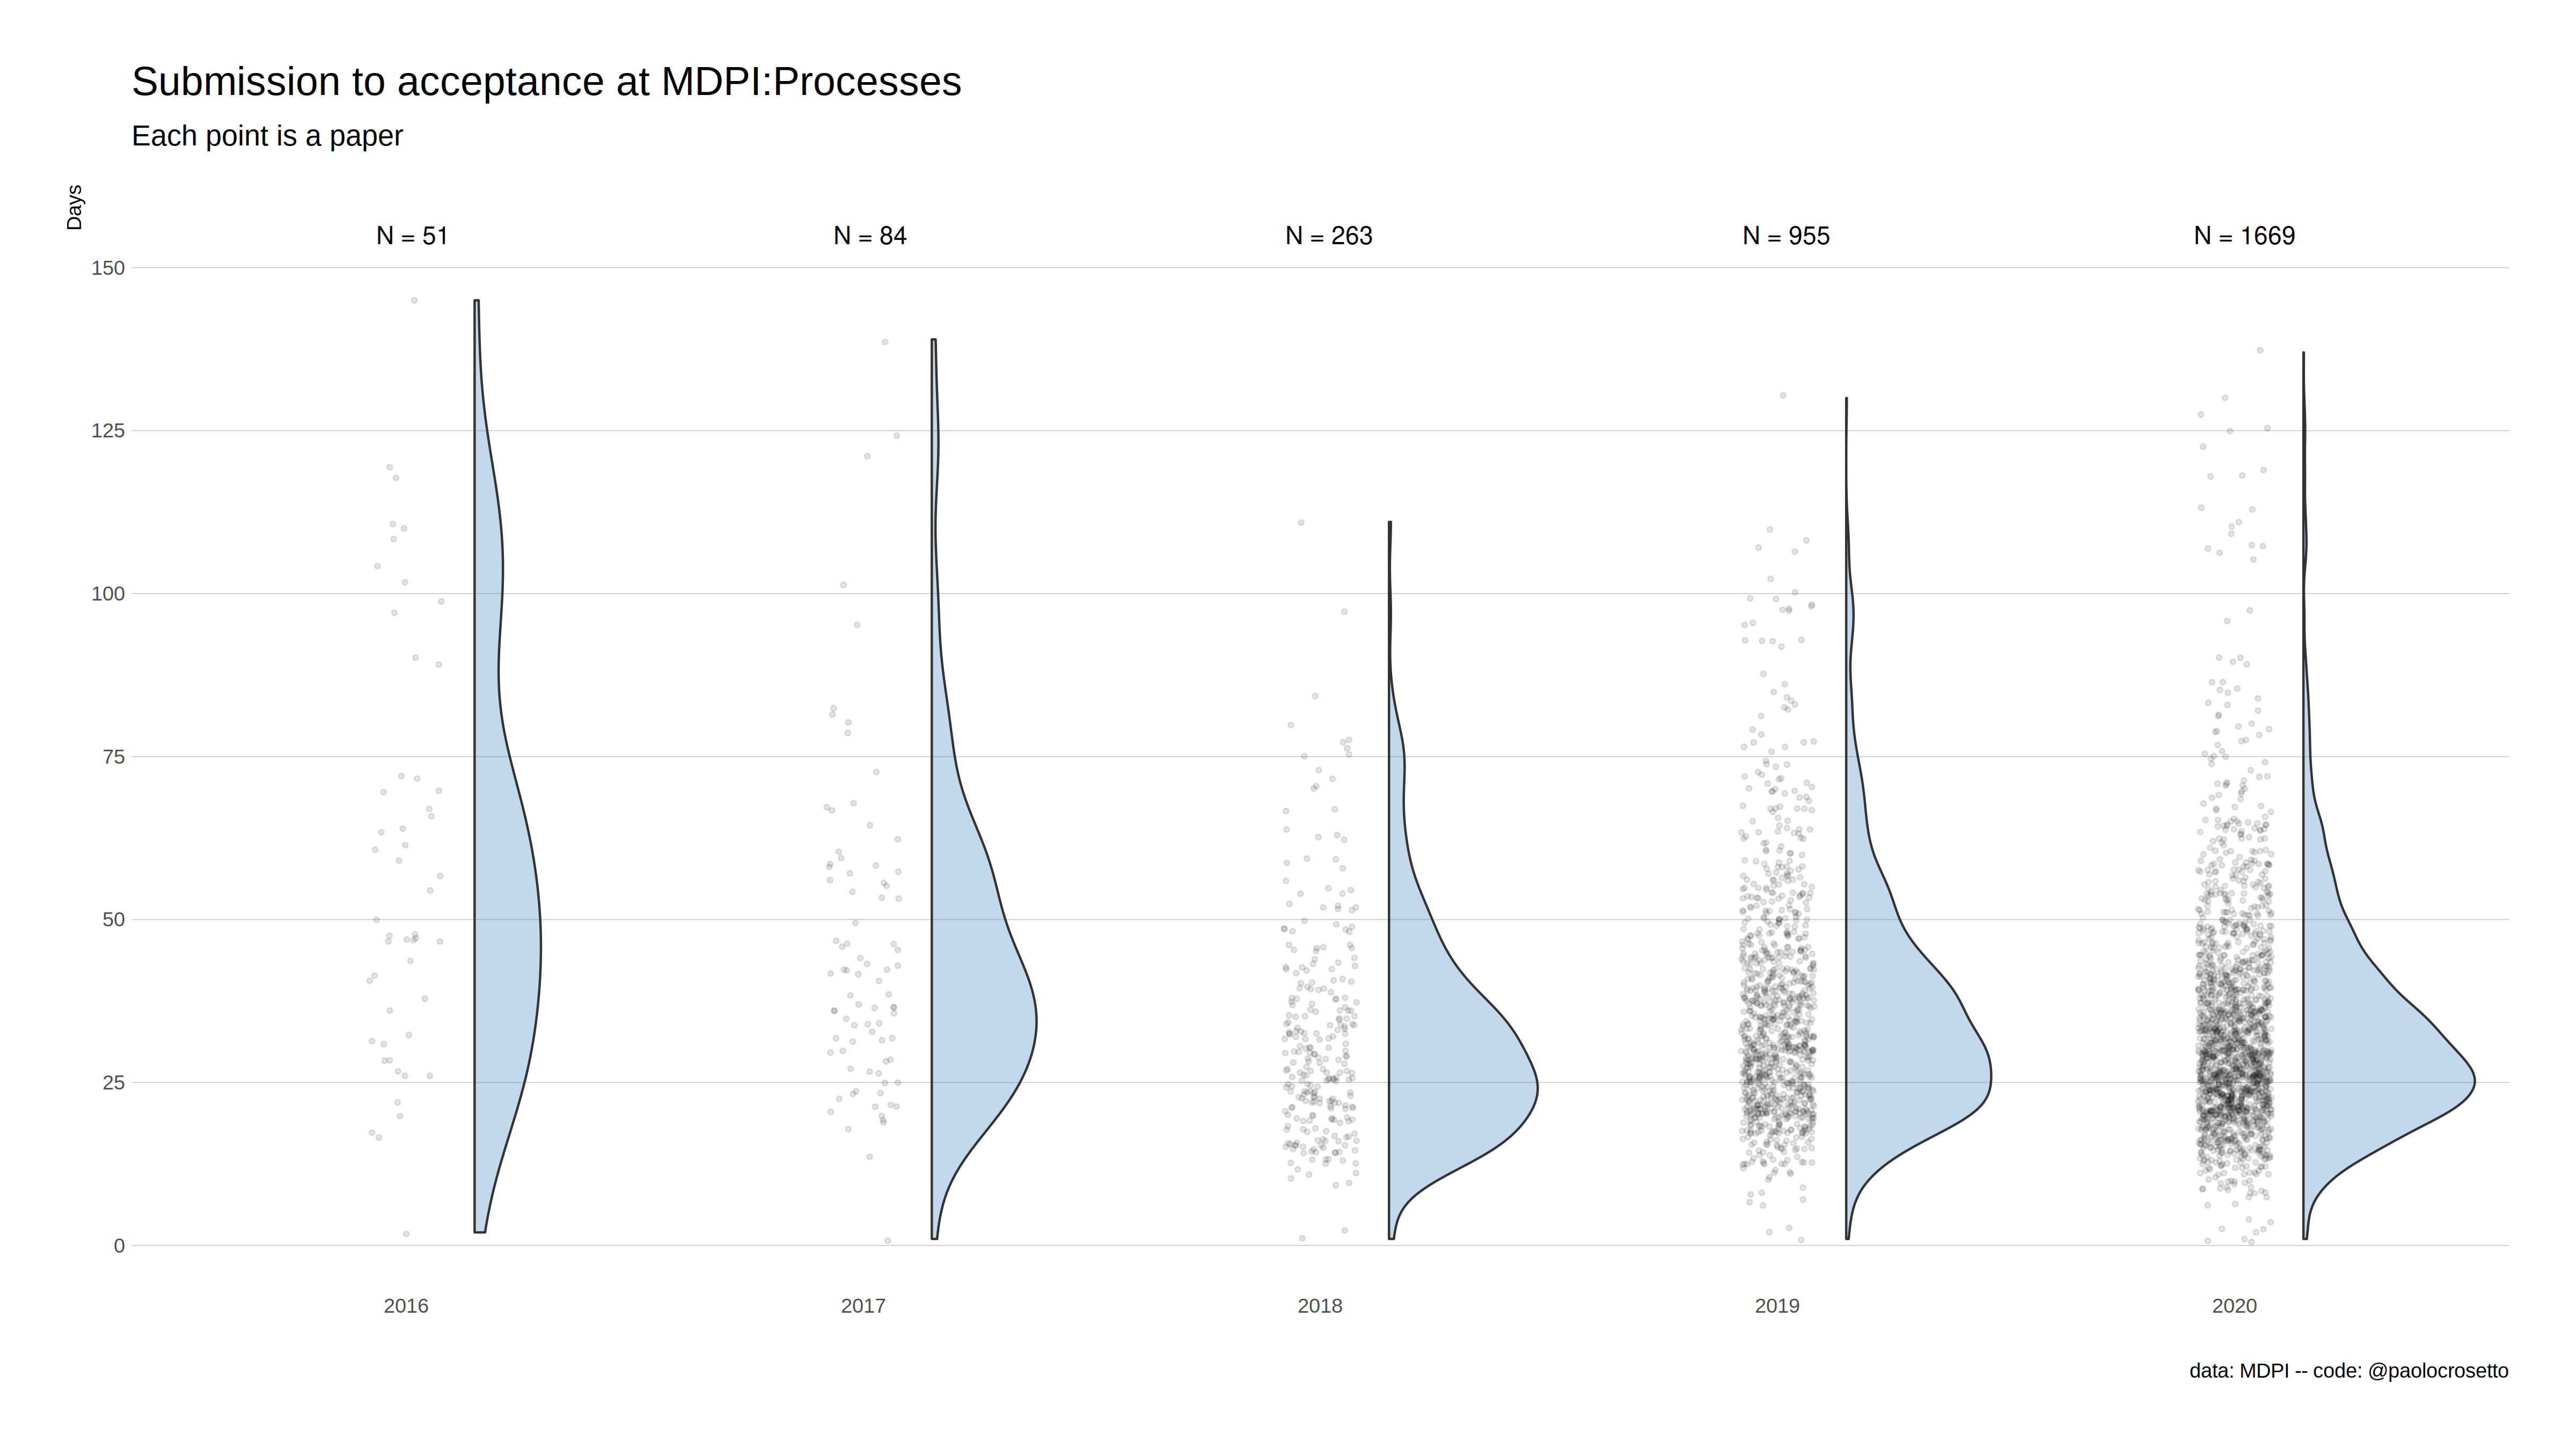 Submission to acceptance at MDPI:Processes
Each point is a paper
Days
N = 51 N = 84 N = 263 N = 955 N = 1669
150
125
100
75
50
25
0
2016 2017 2018 2019 2020
data: MDPI -- code: @paolocrosetto